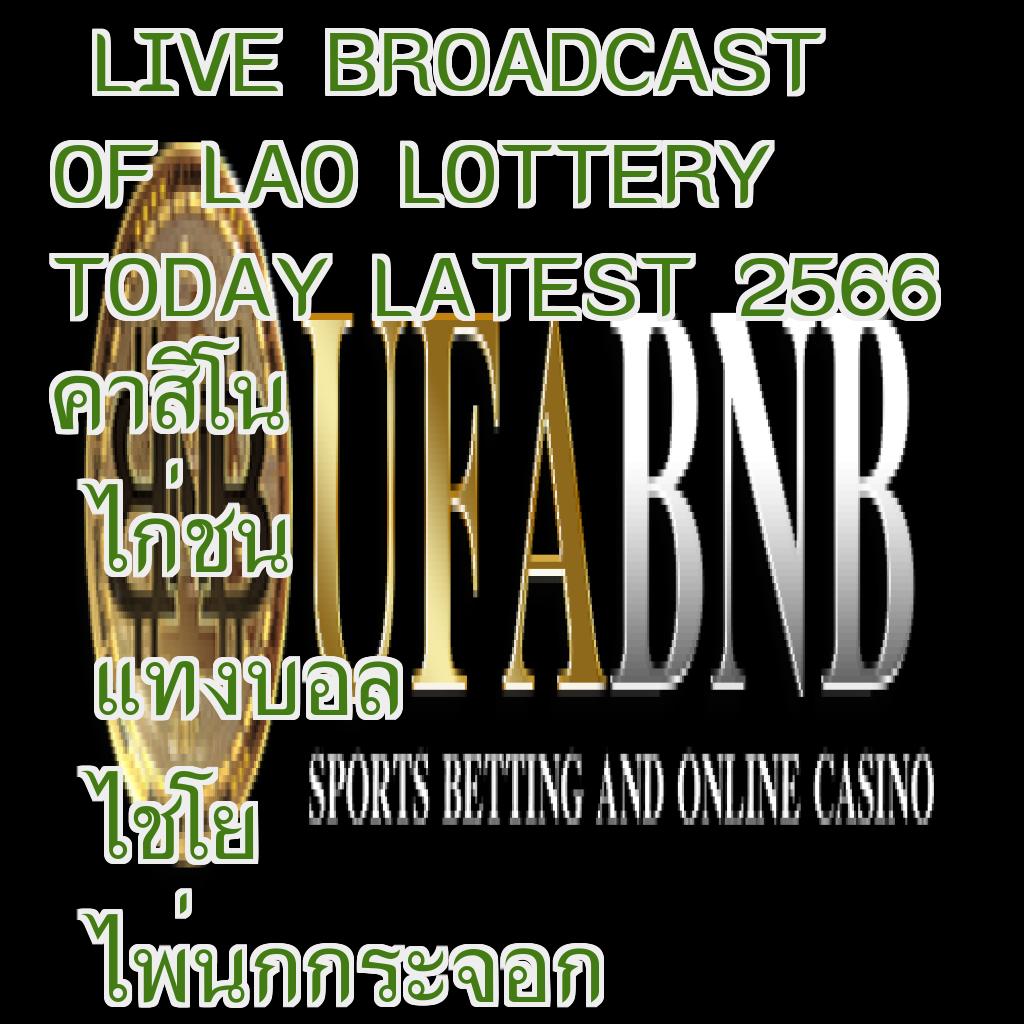 LIVE BROADCAST
OF LAO LOTTERY
TODAY LATEST 2566
คาสิโน
ไก่ชน
แทงบอล
ไชโย
ไพ่นกกระจอก
UFABNB
SPORTS BETTING AND ONLINE CASINO